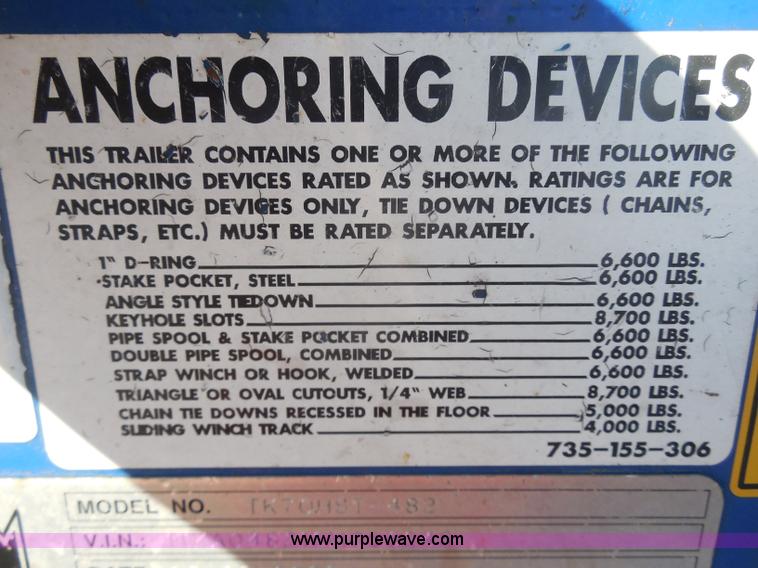 ANCHORING DEVICES
THIS TRAILER CONTAINS ONE OR MORE OF THE FOLLOWING
ANCHORING DEVICES RATED AS SHOWN. RATINGS ARE FOR
ANCHORING DEVICES ONLY, TIE DOWN DEVICES ( CHAINS,
STRAPS, ETC.) MUST BE RATED SEPARATELY.
1" D-RING 6,600 LBS.
STAKE POCKET, STEEL 6,600 LBS.
ANGLE STYLE TIEDOWN 6,600 LBS.
KEYHOLE SLOTS 8,700 LBS.
PIPE SPOOL & STAKE POCKET COMBINED 6,600 LBS.
DOUBLE PIPE SPOOL, COMBINED 6,600 LBS.
STRAP WINCH OR HOOK, WELDED 6,600 LBS.
TRIANGLE OR OVAL CUTOUTS, 1/4" WEB 8,700 LBS.
CHAIN TIE DOWNS RECESSED IN THE FLOOR 5,000 LBS.
SLIDING WINCH TRACK 4,000 LBS.
735-155-306
MODEL NO.
V.I.N.:
www.purplewave.com